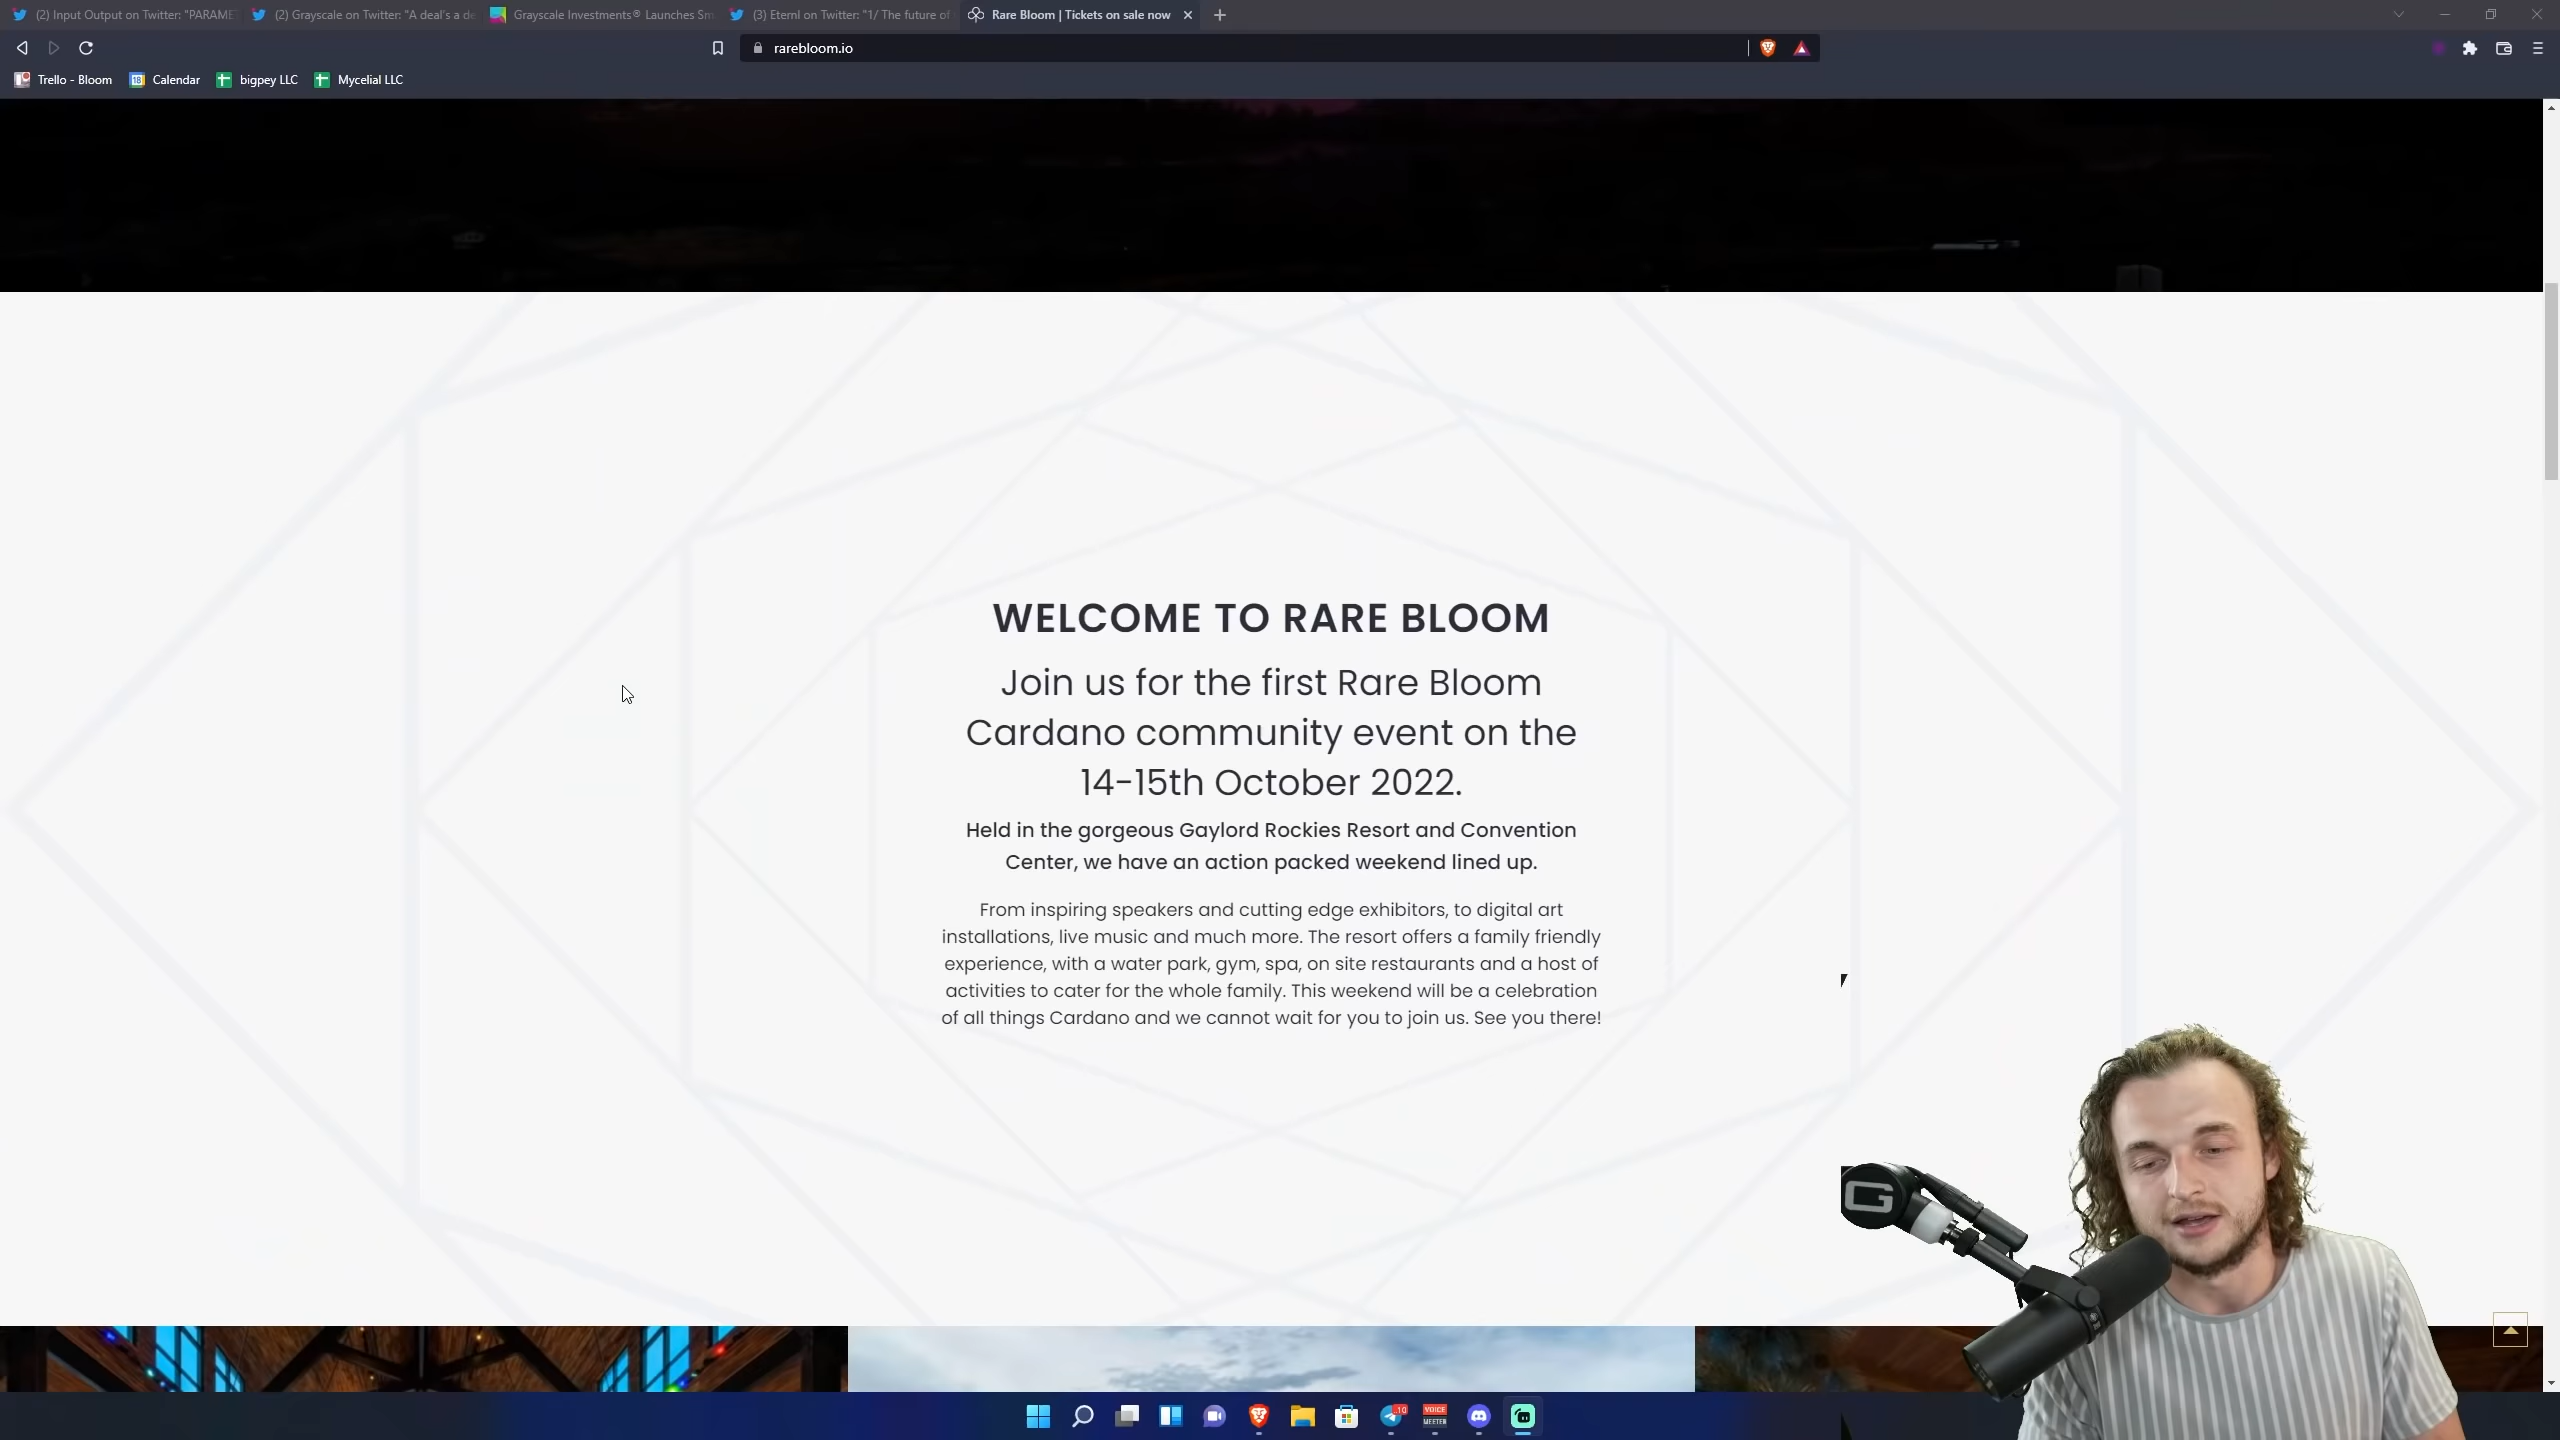 (2) Input Output on Twitter: "PARAME
(2) Grayscale on Twitter: "A deal's a de
Grayscale Investments® Launches Sm
(3) Eternl on Twitter: "1/ The future of
Rare Bloom | Tickets on sale now
rarebloom.io
Trello - Bloom
Calendar
bigpey LLC
Mycelial LLC
WELCOME TO RARE BLOOM
Join us for the first Rare Bloom
Cardano community event on the
14-15th October 2022.
Held in the gorgeous Gaylord Rockies Resort and Convention
Center, we have an action packed weekend lined up.
From inspiring speakers and cutting edge exhibitors, to digital art
installations, live music and much more. The resort offers a family friendly
experience, with a water park, gym, spa, on site restaurants and a host of
activities to cater for the whole family. This weekend will be a celebration
of all things Cardano and we cannot wait for you to join us. See you there!
G
10
VOICE
MEETER